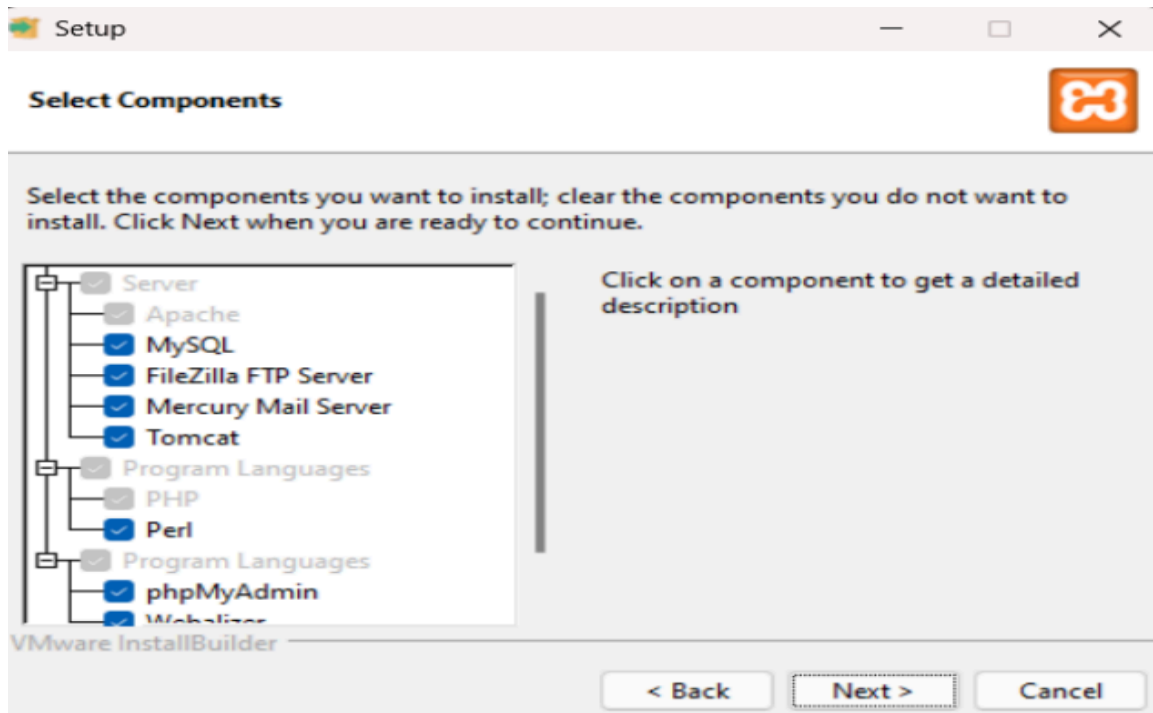 Setup
Select Components
Select the components you want to install; clear the components you do not want to
install. Click Next when you are ready to continue.
Server
Apache
MySQL
FileZilla FTP Server
Mercury Mail Server
Tomcat
Program Languages
PHP
Perl
Program Languages
phpMyAdmin
Webalizer
Click on a component to get a detailed
description
VMware InstallBuilder
< Back
Next >
Cancel